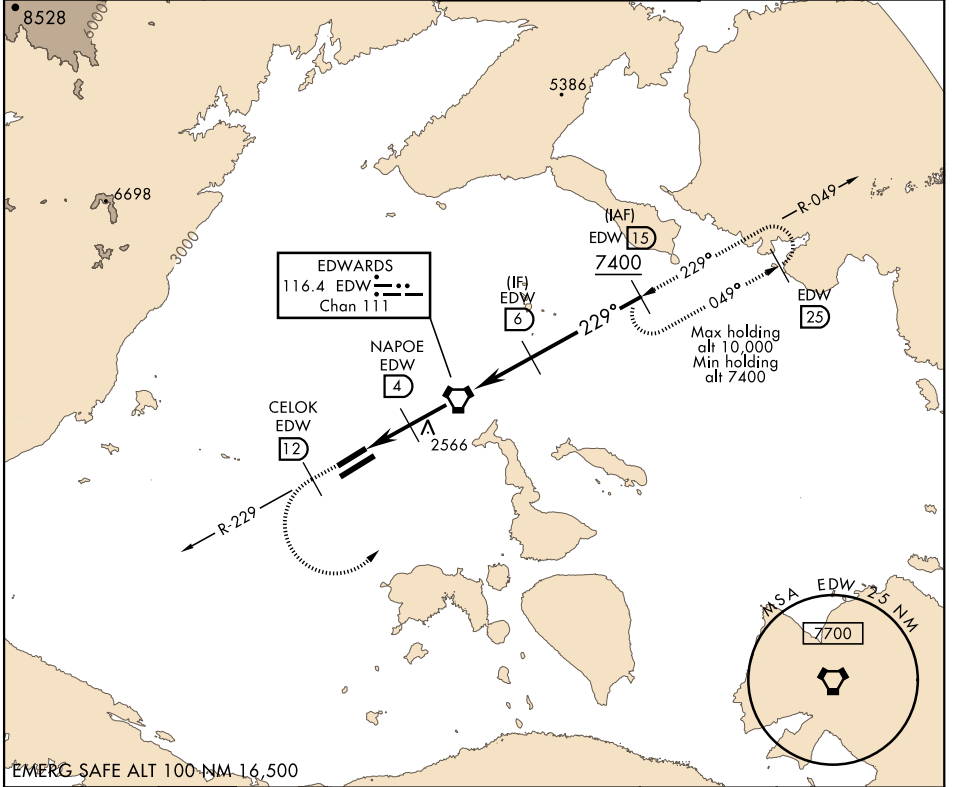 8528
6000
5386
6698
3000
R-049
(IAF)
EDW 15
7400
229°
049°
EDW
25
EDWARDS
116.4 EDW
Chan 111
(IF)
EDW
6
229°
Max holding
alt 10,000
Min holding
alt 7400
NAPOE
EDW
4
2566
CELOK
EDW
12
R-229
MSA EDW 25 NM
7700
EMERG SAFE ALT 100 NM 16,500